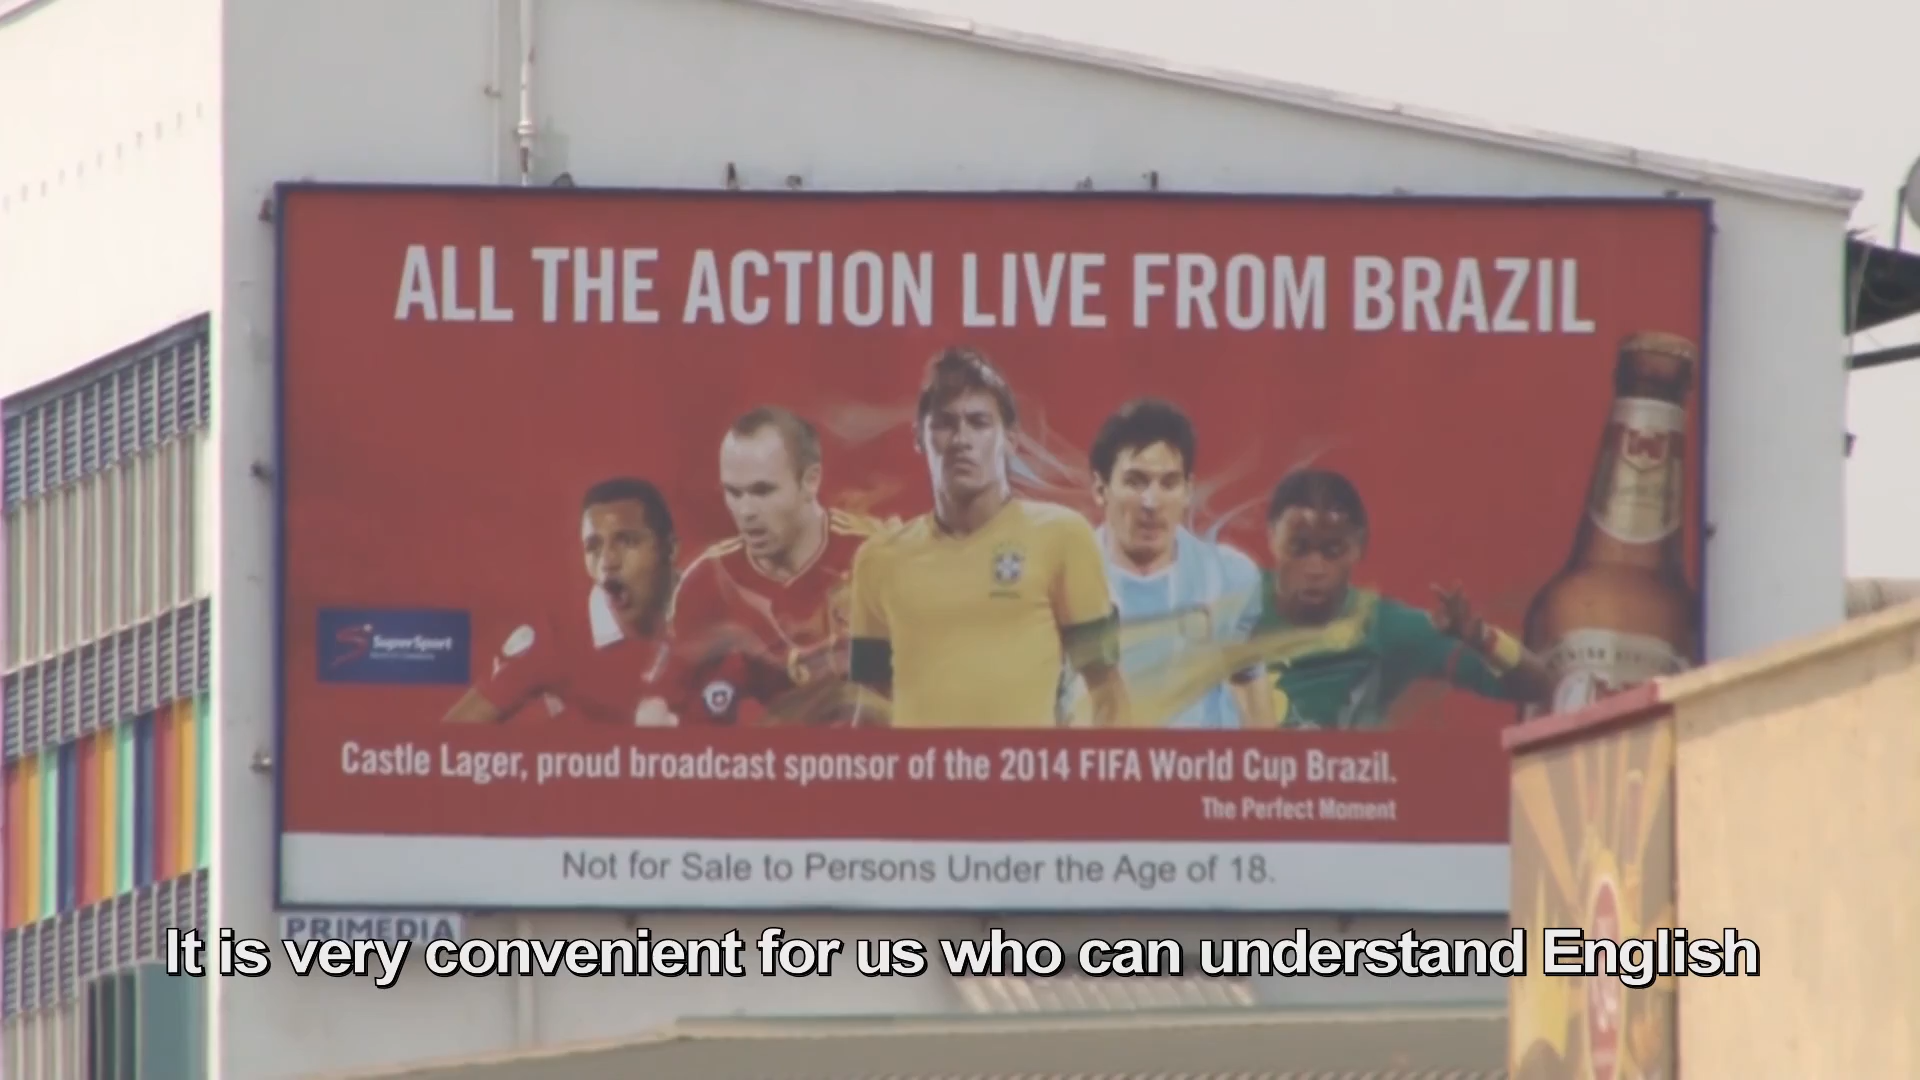 ALL THE ACTION LIVE FROM BRAZIL
SuperSport
Castle Lager, proud broadcast sponsor of the 2014 FIFA World Cup Brazil.
The Perfect Moment
Not for Sale to Persons Under the Age of 18.
PRIMEDIA
It is very convenient for us who can understand English